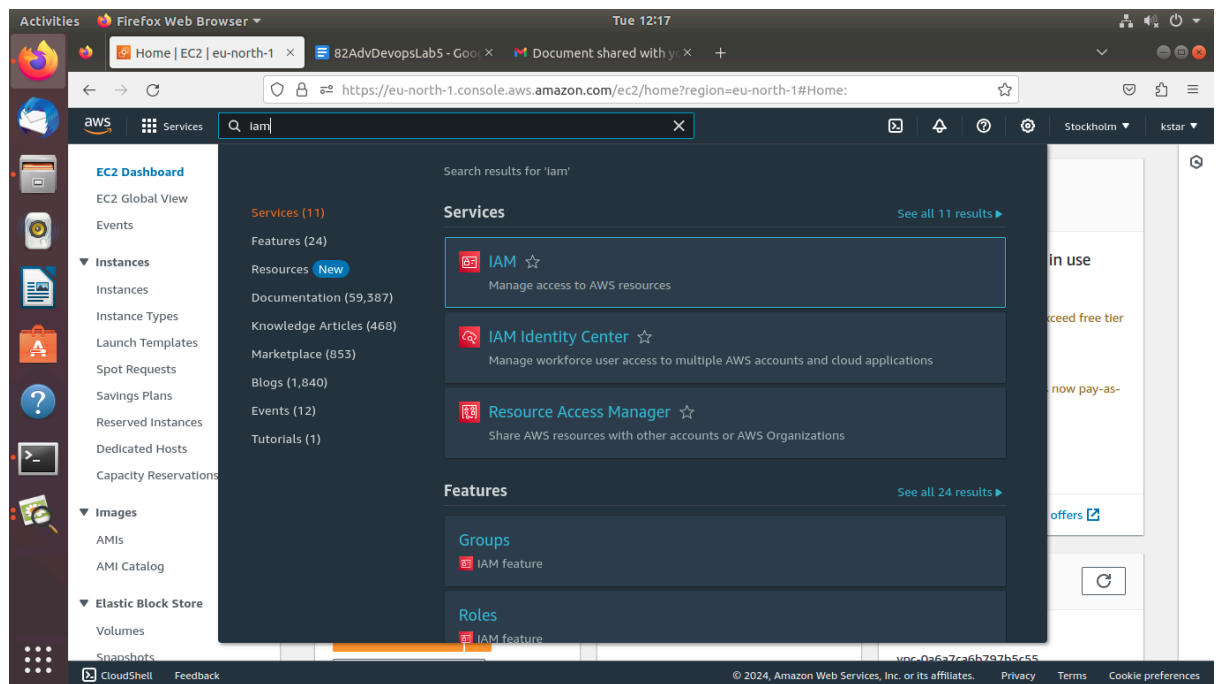 Activities Firefox Web Browser Tue 12:17
Home | EC2 | eu-north-1 82AdvDevopsLab5 - Goo Document shared with yo
https://eu-north-1.console.aws.amazon.com/ec2/home?region=eu-north-1#Home:
aws Services iam Stockholm kstar
EC2 Dashboard
EC2 Global View
Events
Instances
Instances
Instance Types
Launch Templates
Spot Requests
Savings Plans
Reserved Instances
Dedicated Hosts
Capacity Reservations
Images
AMIs
AMI Catalog
Elastic Block Store
Volumes
Snapshots
Services (11)
Features (24)
Resources New
Documentation (59,387)
Knowledge Articles (468)
Marketplace (853)
Blogs (1,840)
Events (12)
Tutorials (1)
Search results for 'iam'
Services See all 11 results
IAM
Manage access to AWS resources
IAM Identity Center
Manage workforce user access to multiple AWS accounts and cloud applications
Resource Access Manager
Share AWS resources with other accounts or AWS Organizations
Features See all 24 results
Groups
IAM feature
Roles
IAM feature
in use
xceed free tier
now pay-as-
offers
vpc-0a6a7ca6b797b5c55
CloudShell Feedback © 2024, Amazon Web Services, Inc. or its affiliates. Privacy Terms Cookie preferences